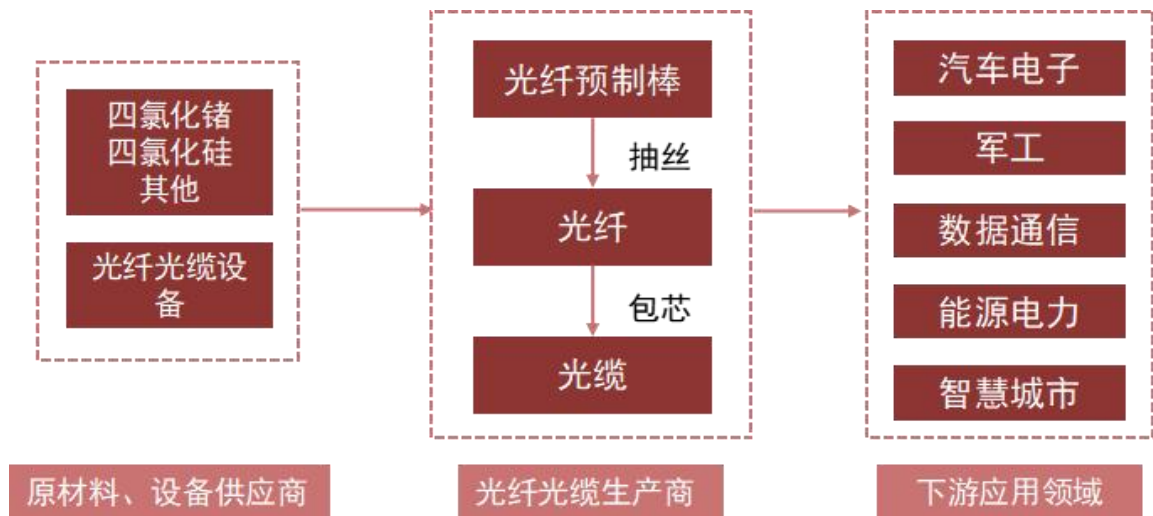 四氯化锗
四氯化硅
其他
光纤光缆设
备
原材料、设备供应商
光纤预制棒
抽丝
光纤
包芯
光缆
光纤光缆生产商
汽车电子
军工
数据通信
能源电力
智慧城市
下游应用领域